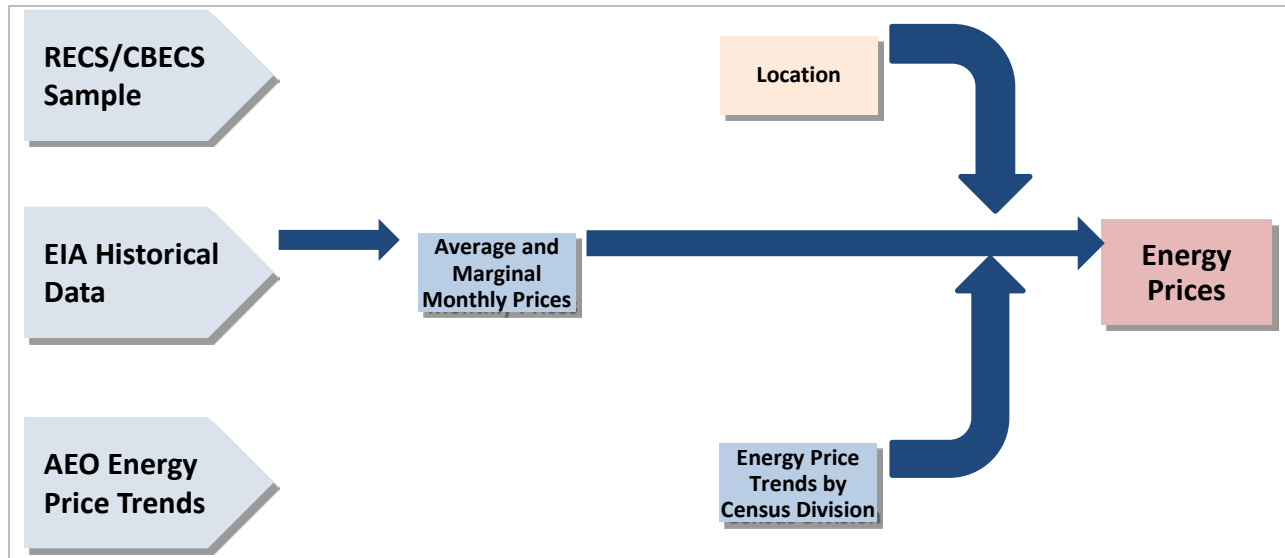 RECS/CBECS
Sample
Location
EIA Historical
Data
Average and
Marginal
Monthly Prices
Energy
Prices
AEO Energy
Price Trends
Energy Price
Trends by
Census Division